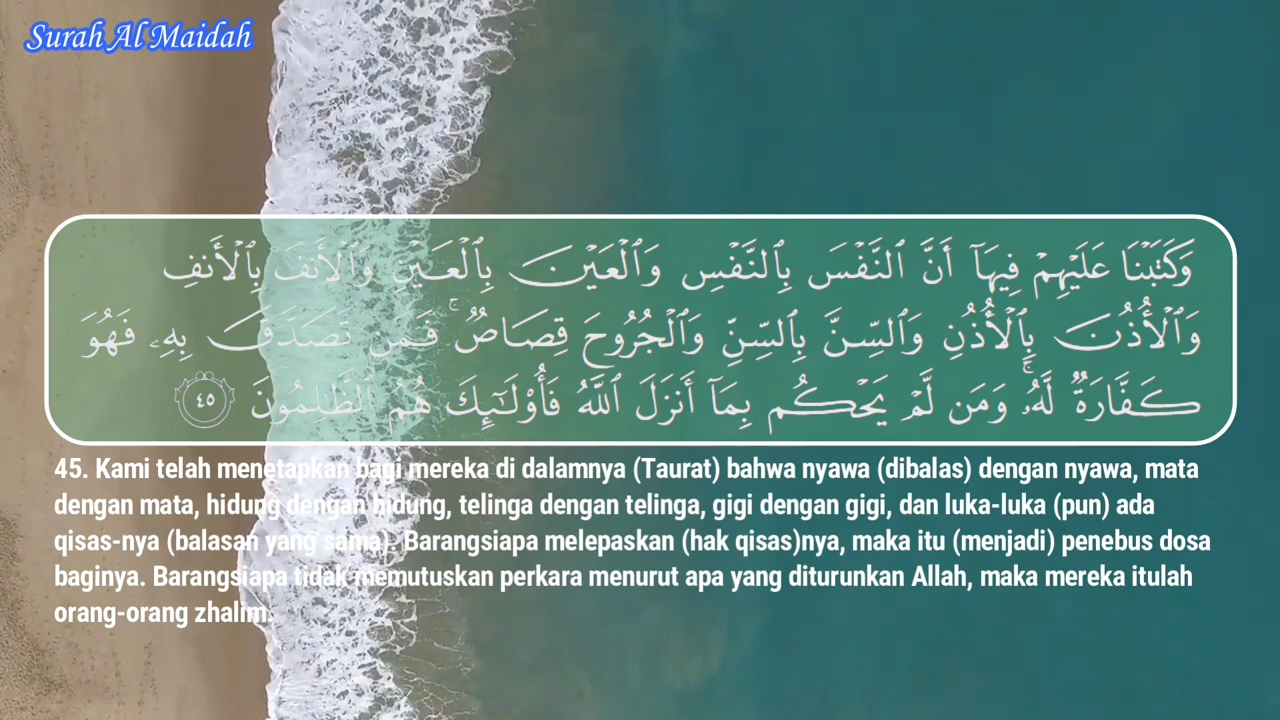 Surah Al Maidah
وَكَتَبْنَا عَلَيْهِمْ فِيهَآ أَنَّ ٱلنَّفْسَ بِٱلنَّفْسِ وَٱلْعَيْنَ بِٱلْعَيْنِ وَٱلْأَنفَ بِٱلْأَنفِ
وَٱلْأُذُنَ بِٱلْأُذُنِ وَٱلسِّنَّ بِٱلسِّنِّ وَٱلْجُرُوحَ قِصَاصٌ ۚ فَمَن تَصَدَّقَ بِهِۦ فَهُوَ
كَفَّارَةٌ لَّهُۥ ۚ وَمَن لَّمْ يَحْكُم بِمَآ أَنزَلَ ٱللَّهُ فَأُو۟لَـٰٓئِكَ هُمُ ٱلظَّـٰلِمُونَ ٤٥
45. Kami telah menetapkan bagi mereka di dalamnya (Taurat) bahwa nyawa (dibalas) dengan nyawa, mata
dengan mata, hidung dengan hidung, telinga dengan telinga, gigi dengan gigi, dan luka-luka (pun) ada
qisas-nya (balasan yang sama). Barangsiapa melepaskan (hak qisas)nya, maka itu (menjadi) penebus dosa
baginya. Barangsiapa tidak memutuskan perkara menurut apa yang diturunkan Allah, maka mereka itulah
orang-orang zhalim.